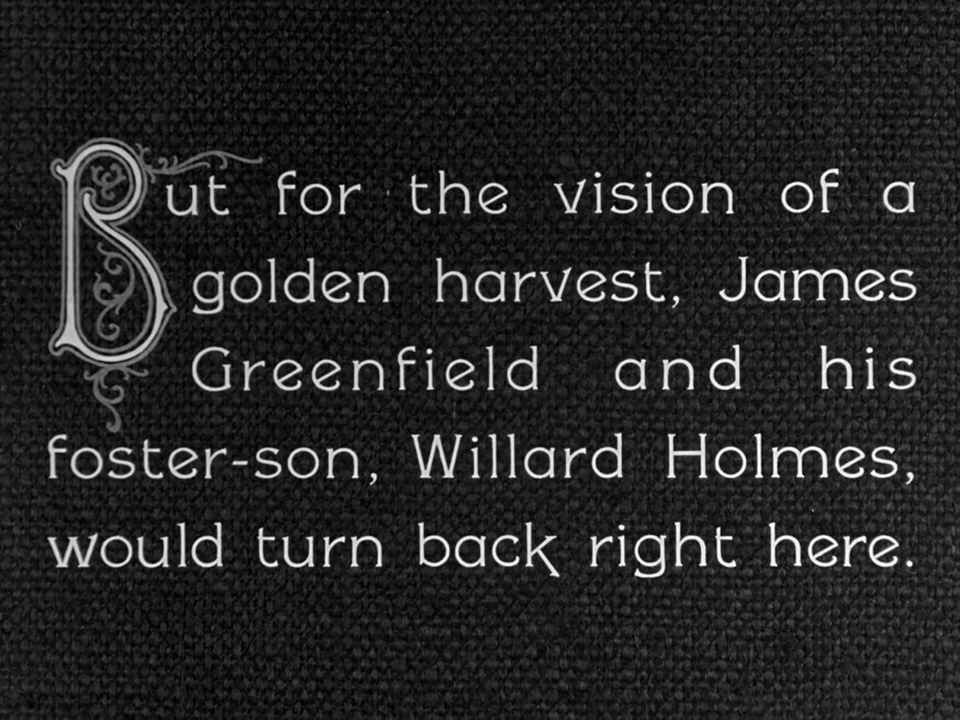 But for the vision of a
golden harvest, James
Greenfield and his
foster-son, Willard Holmes,
would turn back right here.